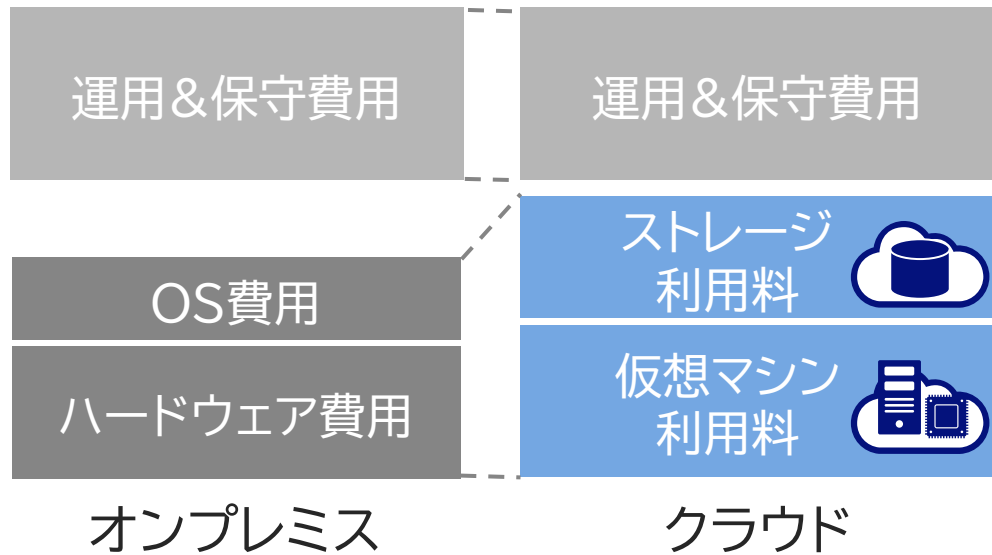 運用&保守費用
運用&保守費用
ストレージ
利用料
OS費用
仮想マシン
利用料
ハードウェア費用
オンプレミス
クラウド